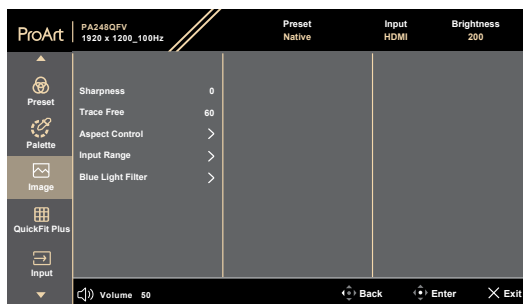 ProArt
PA248QFV
1920 x 1200_100Hz
Preset
Native
Input
HDMI
Brightness
200
Preset
Palette
Image
QuickFit Plus
Input
Sharpness 0
Trace Free 60
Aspect Control
Input Range
Blue Light Filter
Volume 50
Back
Enter
Exit